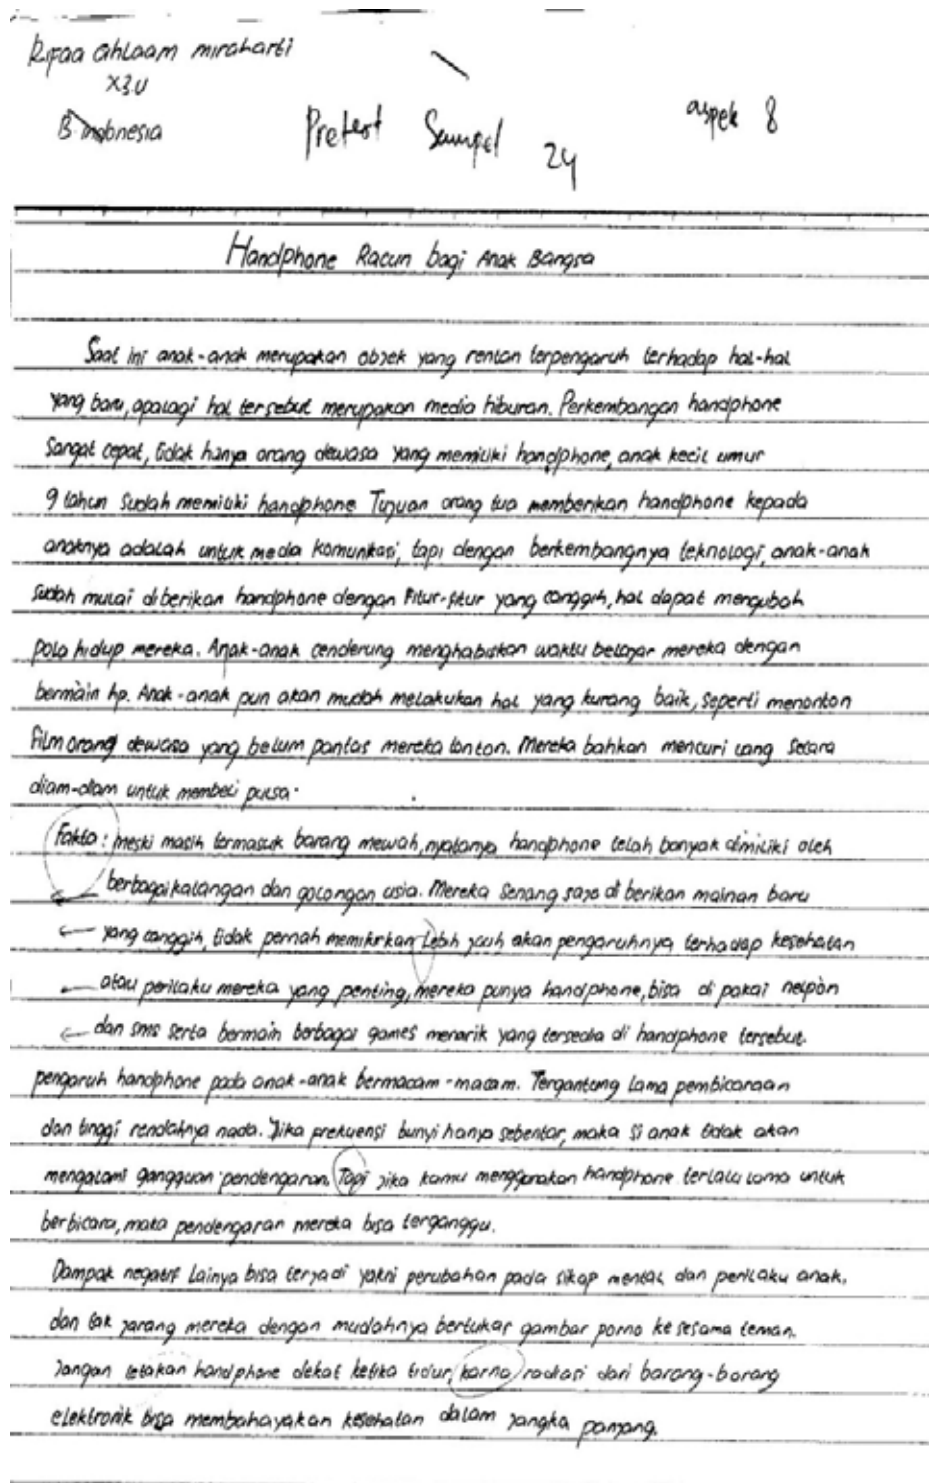 Rifaa Ahlaam mirabarti
X3U
B. indonesia
Pretest Sampel 24
aspek 8
Handphone Racun bagi Anak Bangsa
Saat ini anak-anak merupakan objek yang rentan terpengaruh terhadap hal-hal
yang baru, apalagi hal tersebut merupakan media hiburan. Perkembangan handphone
Sangat cepat, tidak hanya orang dewasa yang memiliki handphone, anak kecil umur
9 tahun sudah memiliki handphone Tujuan orang tua memberikan handphone kepada
anaknya adalah untuk media komunikasi, tapi dengan berkembangnya teknologi, anak-anak
sudah mulai diberikan handphone dengan Fitur-fitur yang canggih, hal dapat mengubah
pola hidup mereka. Anak-anak cenderung menghabiskan waktu belajar mereka dengan
bermain hp. Anak-anak pun akan mudah melakukan hal yang kurang baik, seperti menonton
Film orang dewasa yang belum pantas mereka tonton. Mereka bahkan mencuri uang secara
diam-diam untuk membeli pulsa.
Fakta: meski masih termasuk barang mewah, nyatanya handphone telah banyak dimiliki oleh
berbagai kalangan dan golongan usia. Mereka senang saja di berikan mainan baru
yang canggih, tidak pernah memikirkan Lebih jauh akan pengaruhnya terhadap kesehatan
atau perilaku mereka yang penting, mereka punya handphone, bisa di pakai nelpon
dan sms serta bermain berbagai games menarik yang tersedia di handphone tersebut.
pengaruh handphone pada anak-anak bermacam-macam. Tergantung Lama pembicaraan
dan tinggi rendahnya nada. Jika prekuensi bunyi hanya sebentar, maka si anak tidak akan
mengalami gangguan pendengaran. Tapi jika kamu menggunakan handphone terlalu lama untuk
berbicara, maka pendengaran mereka bisa terganggu.
Dampak negatif Lainya bisa terjadi yakni perubahan pada sikap mental dan perilaku anak.
dan tak jarang mereka dengan mudahnya bertukar gambar porno ke sesama teman.
Jangan letakan handphone dekat ketika tidur, karna radiasi dari barang-barang
elektronik bisa membahayakan kesehatan dalam jangka panjang.